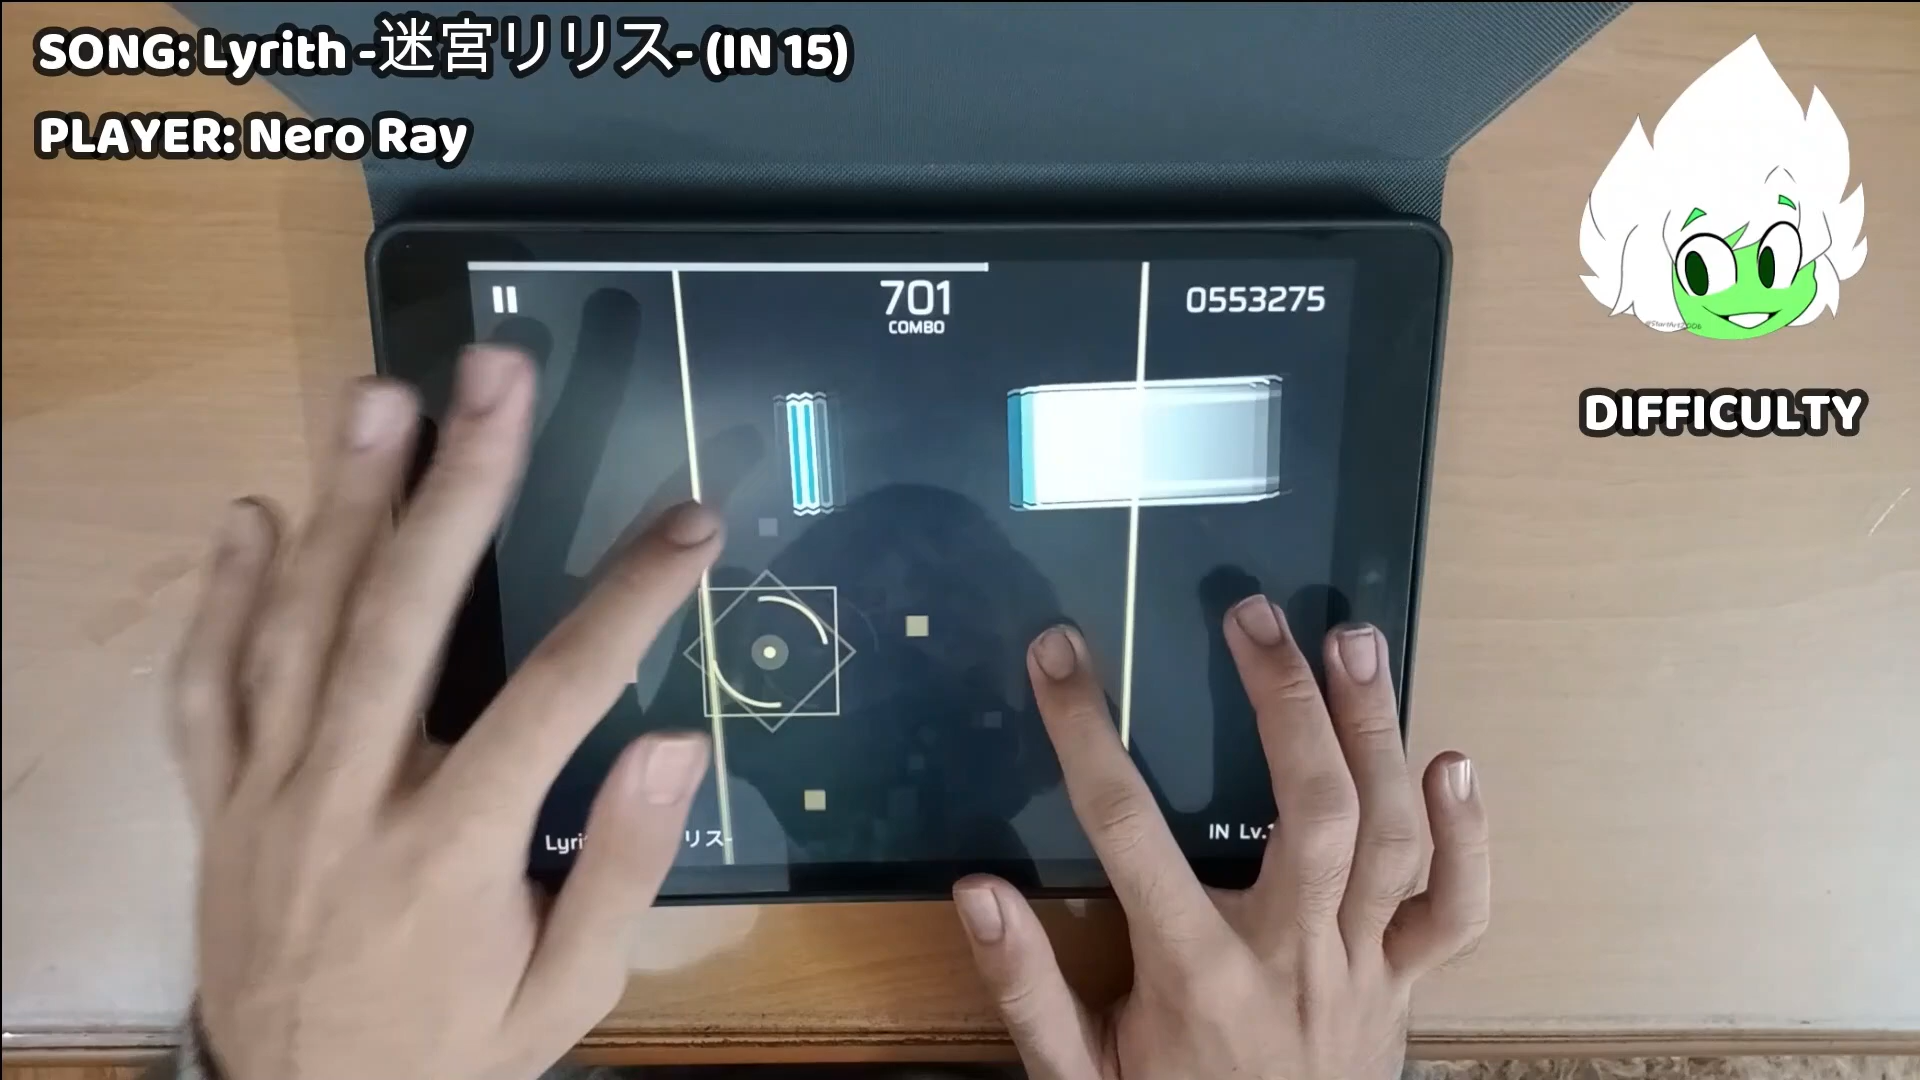 SONG: Lyrith -迷宮リリス- (IN 15)
PLAYER: Nero Ray
701
COMBO
0553275
DIFFICULTY
リス-
IN Lv.